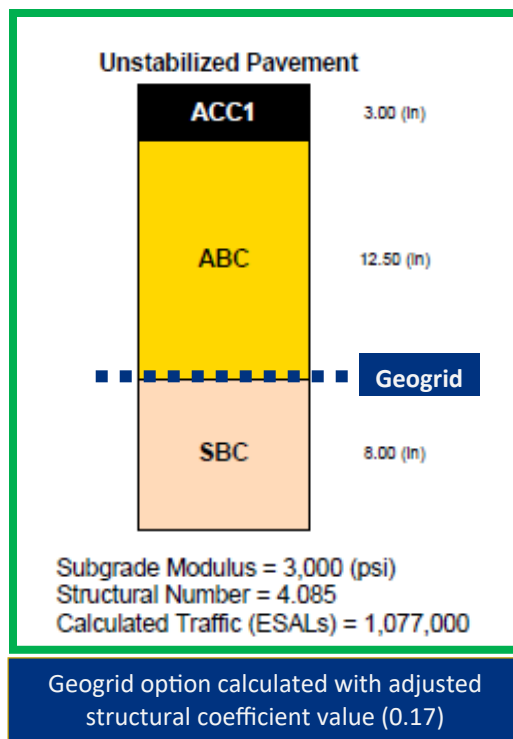 Unstabilized Pavement
ACC1
3.00 (in)
ABC
12.50 (in)
Geogrid
SBC
8.00 (in)
Subgrade Modulus = 3,000 (psi)
Structural Number = 4.085
Calculated Traffic (ESALs) = 1,077,000
Geogrid option calculated with adjusted
structural coefficient value (0.17)